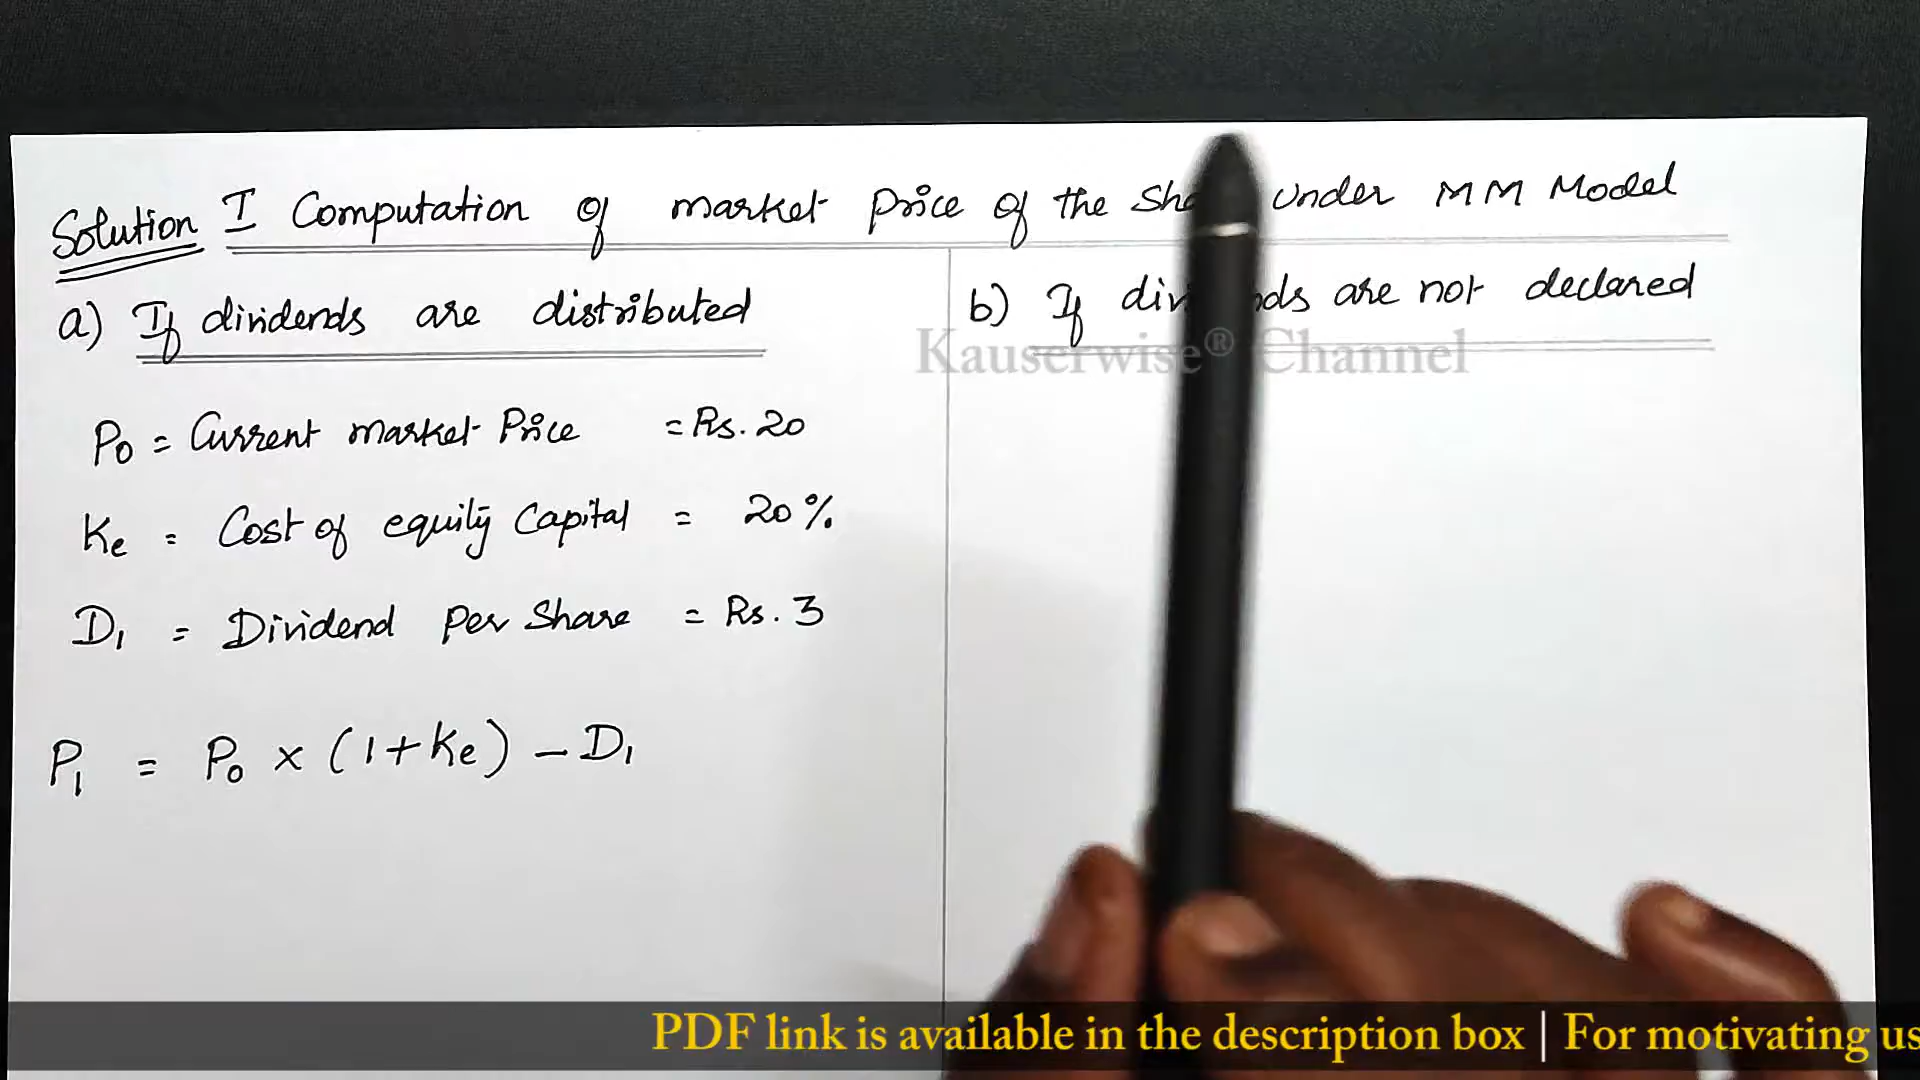 Solution I Computation of market Price of the Sha under MM Model
a) If dividends are distributed
P0 = Current market Price = Rs. 20
Ke = Cost of equity Capital = 20%
D1 = Dividend Per Share = Rs. 3
P1 = P0 × (1+Ke) – D1
b) If div nds are not declared
Kauserwise® Channel
PDF link is available in the description box | For motivating us